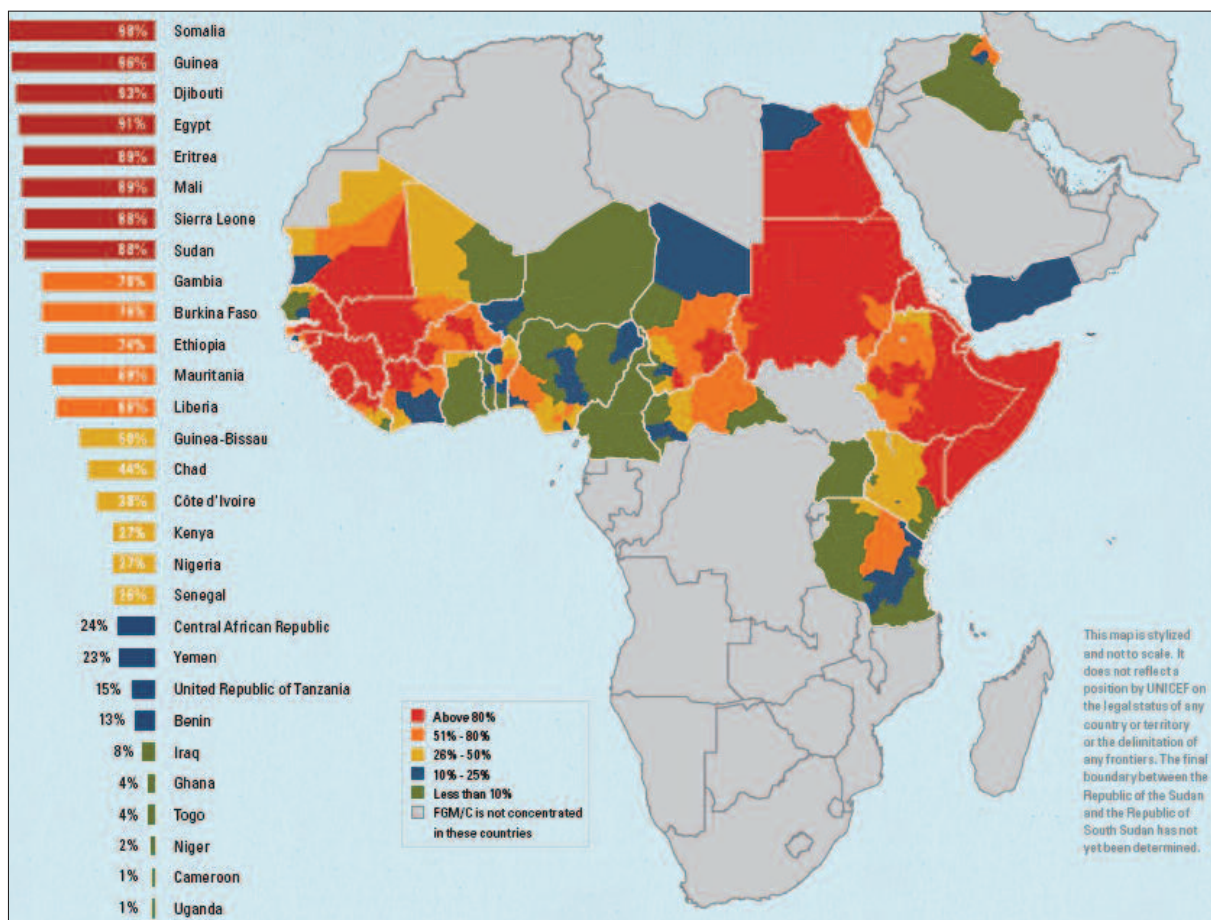 98% Somalia
96% Guinea
93% Djibouti
91% Egypt
89% Eritrea
89% Mali
88% Sierra Leone
88% Sudan
Gambia
Burkina Faso
74% Ethiopia
69% Mauritania
Liberia
50% Guinea-Bissau
44% Chad
38% Côte d'Ivoire
27% Kenya
27% Nigeria
26% Senegal
24% Central African Republic
23% Yemen
15% United Republic of Tanzania
13% Benin
8% Iraq
4% Ghana
4% Togo
2% Niger
1% Cameroon
1% Uganda
Above 80%
51% - 80%
26% - 50%
10% - 25%
Less than 10%
FGM/C is not concentrated
in these countries
This map is stylized
and not to scale. It
does not reflect a
position by UNICEF on
the legal status of any
country or territory
or the delimitation of
any frontiers. The final
boundary between the
Republic of the Sudan
and the Republic of
South Sudan has not
yet been determined.